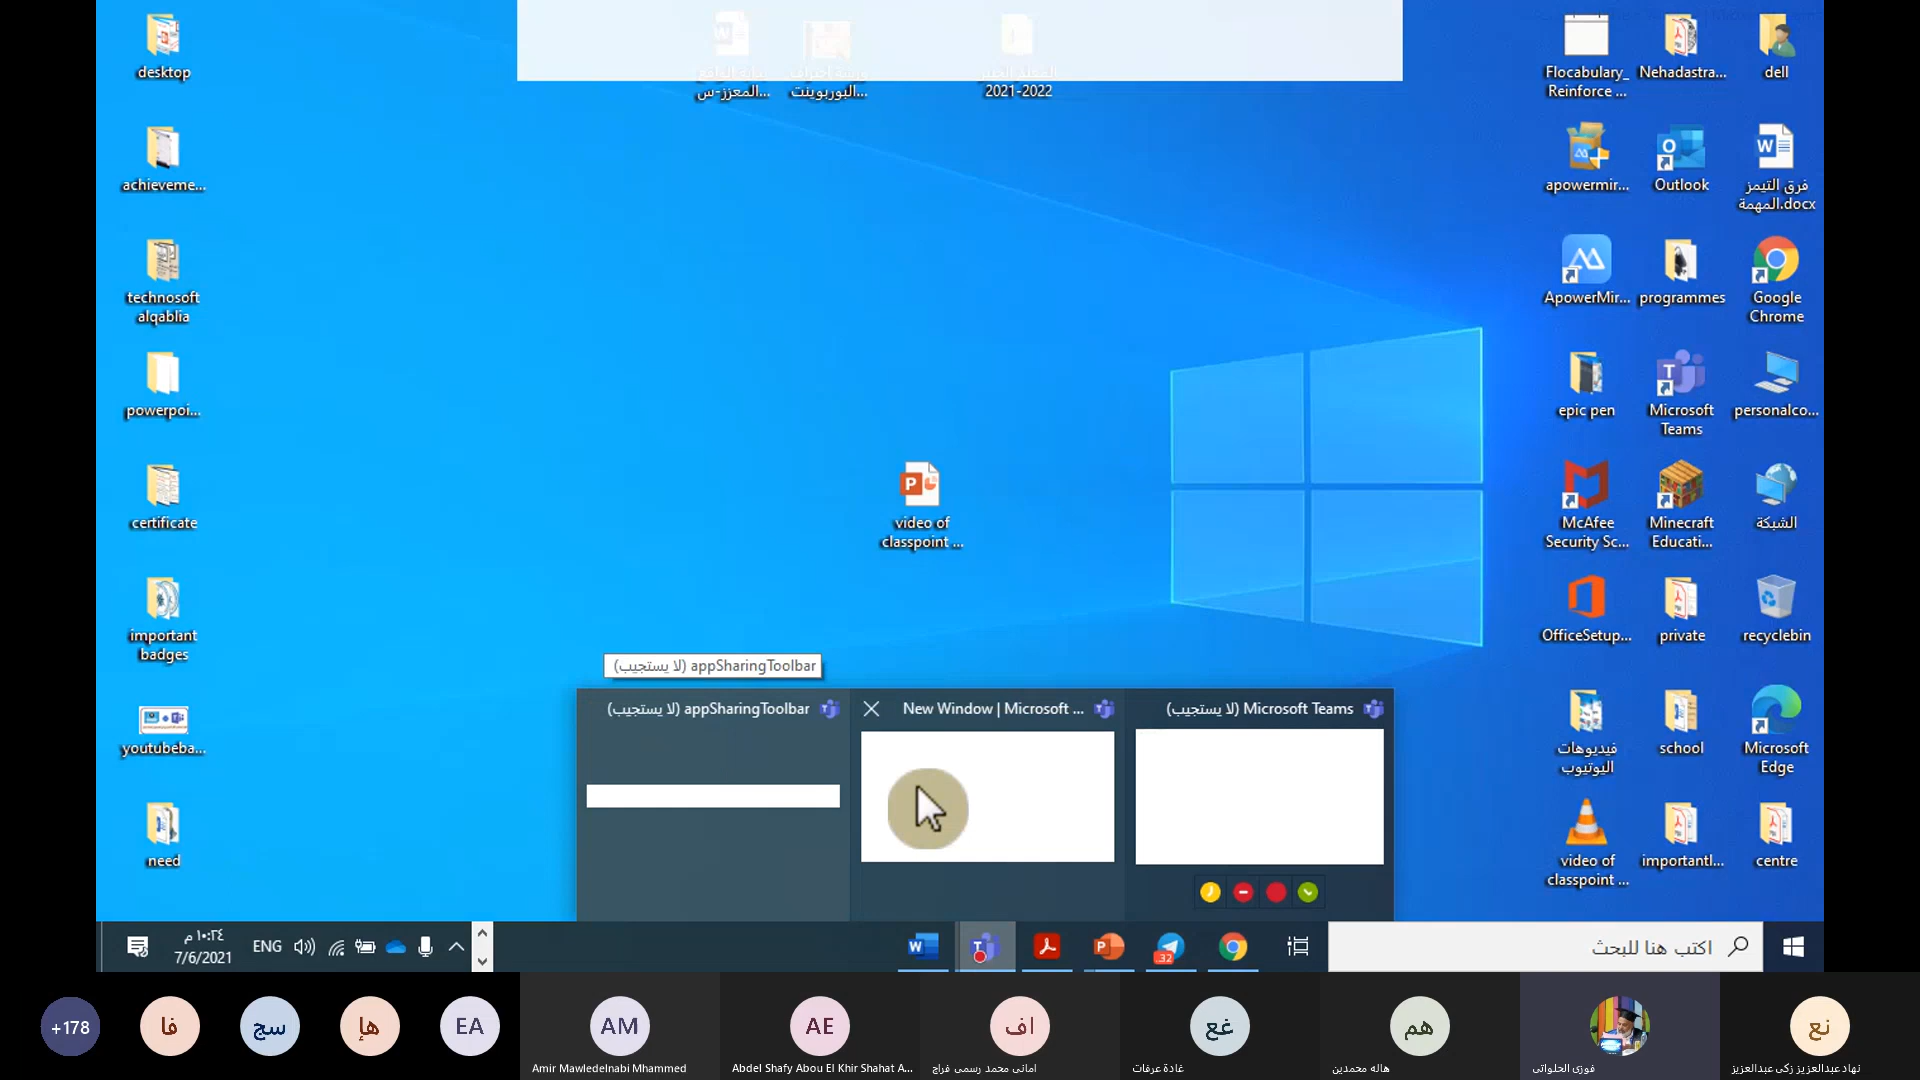 desktop
achieveme...
technosoft
alqablia
powerpoi...
certificate
important
badges
youtubeba...
need
المعزز-س...
البوربوينت...
2021-2022
video of
classpoint ...
Flocabulary_
Reinforce ...
Nehadastra...
dell
apowermir...
Outlook
فرق التيمز
المهمة.docx
ApowerMir...
programmes
Google
Chrome
epic pen
Microsoft
Teams
personalco...
McAfee
Security Sc...
Minecraft
Educati...
الشبكة
OfficeSetup...
private
recyclebin
فيديوهات
اليوتيوب
school
Microsoft
Edge
video of
classpoint ...
importantl...
centre
appSharingToolbar (لا يستجيب)
appSharingToolbar (لا يستجيب)
New Window | Microsoft ...
Microsoft Teams (لا يستجيب)
١٠:٢٤ م
7/6/2021
ENG
32
اكتب هنا للبحث
+178
فا
سج
هإ
EA
AM
Amir Mawledelnabi Mhammed
AE
Abdel Shafy Abou El Khir Shahat A...
اف
امانى محمد رسمى فراج
غع
غادة عرفات
هم
هاله محمدين
فوزى الحلوانى
نع
نهاد عبدالعزيز زكى عبدالعزيز